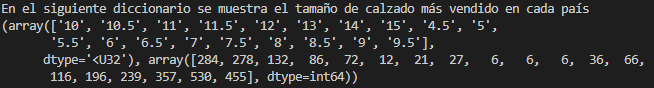 En el siguiente diccionario se muestra el tamaño de calzado más vendido en cada país
(array(['10', '10.5', '11', '11.5', '12', '13', '14', '15', '4.5', '5',
'5.5', '6', '6.5', '7', '7.5', '8', '8.5', '9', '9.5'],
dtype='<U32'), array([284, 278, 132, 86, 72, 12, 21, 27, 6, 6, 6, 36, 66,
116, 196, 239, 357, 530, 455], dtype=int64))